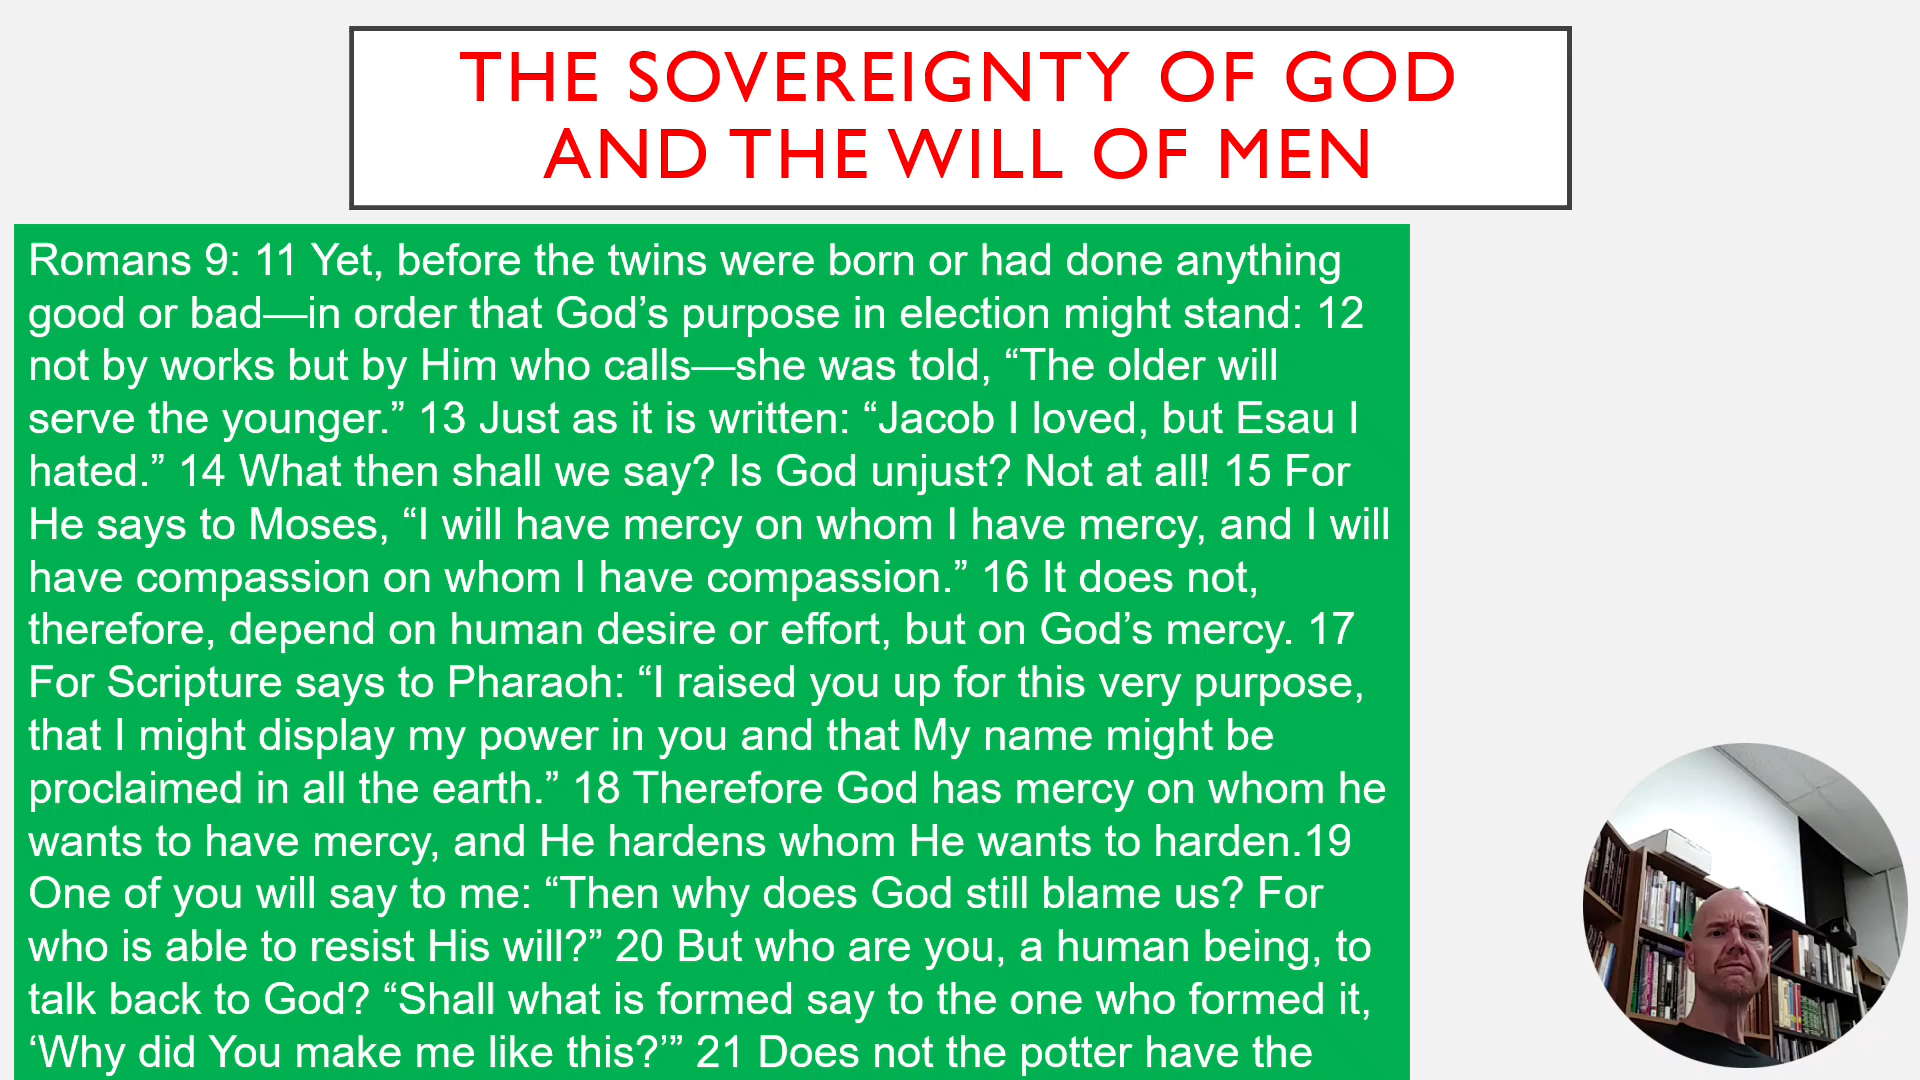 THE SOVEREIGNTY OF GOD
AND THE WILL OF MEN
Romans 9: 11 Yet, before the twins were born or had done anything
good or bad—in order that God’s purpose in election might stand: 12
not by works but by Him who calls—she was told, “The older will
serve the younger.” 13 Just as it is written: “Jacob I loved, but Esau I
hated.” 14 What then shall we say? Is God unjust? Not at all! 15 For
He says to Moses, “I will have mercy on whom I have mercy, and I will
have compassion on whom I have compassion.” 16 It does not,
therefore, depend on human desire or effort, but on God’s mercy. 17
For Scripture says to Pharaoh: “I raised you up for this very purpose,
that I might display my power in you and that My name might be
proclaimed in all the earth.” 18 Therefore God has mercy on whom he
wants to have mercy, and He hardens whom He wants to harden.19
One of you will say to me: “Then why does God still blame us? For
who is able to resist His will?” 20 But who are you, a human being, to
talk back to God? “Shall what is formed say to the one who formed it,
‘Why did You make me like this?’” 21 Does not the potter have the